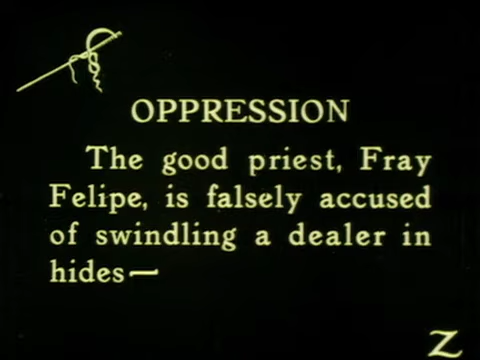 OPPRESSION
The good priest, Fray
Felipe, is falsely accused
of swindling a dealer in
hides—
Z